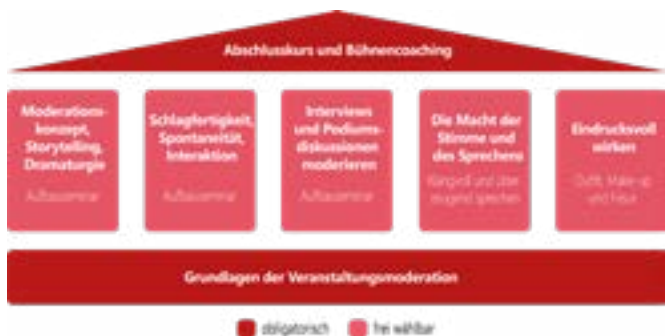 Abschlusskurs und Bühnencoaching
Moderations-
konzept,
Storytelling,
Dramaturgie
Aufbauseminar
Schlagfertigkeit,
Spontaneität,
Interaktion
Aufbauseminar
Interviews
und Podiums-
diskussionen
moderieren
Aufbauseminar
Die Macht der
Stimme und
des Sprechens
Klangvoll und über-
zeugend sprechen
Eindrucksvoll
wirken
Outfit, Make-up
und Frisur
Grundlagen der Veranstaltungsmoderation
obligatorisch
frei wählbar